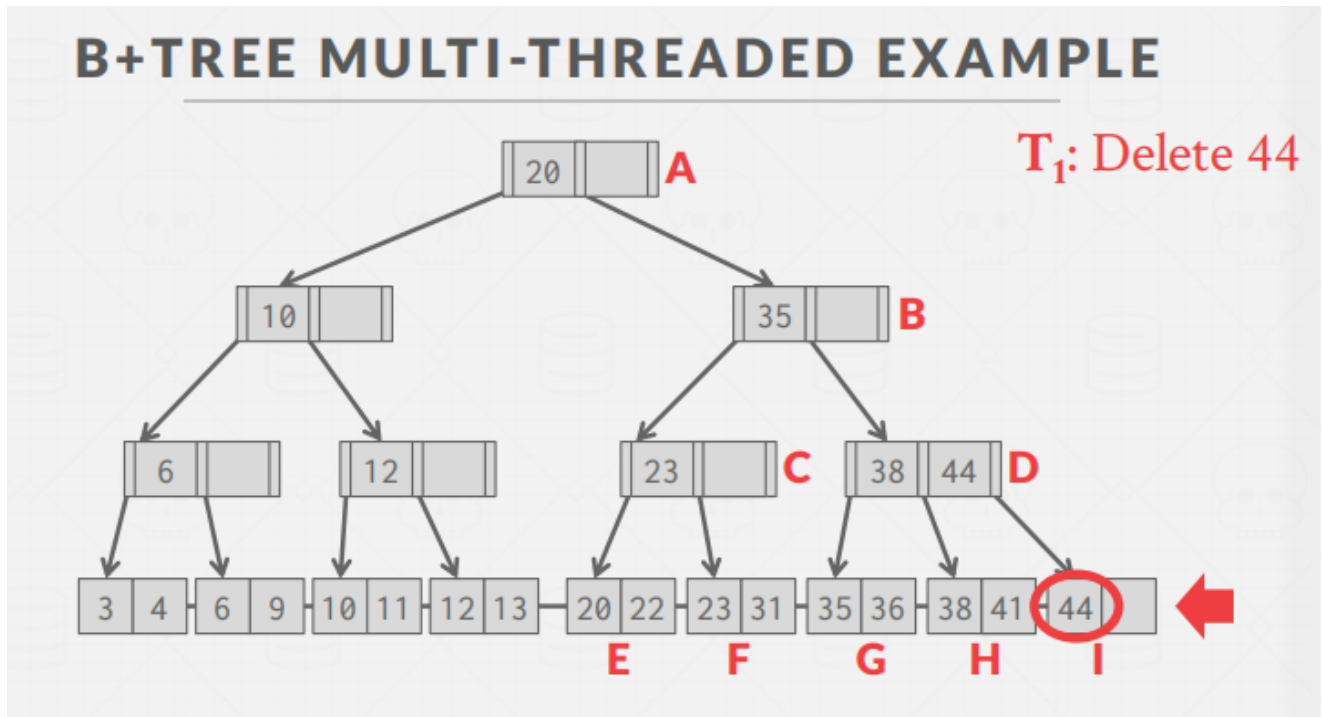 B+TREE MULTI-THREADED EXAMPLE
T1: Delete 44
20 A
10 35 B
6 12 23 C 38 44 D
3 4 6 9 10 11 12 13 20 22 23 31 35 36 38 41 44
E F G H I